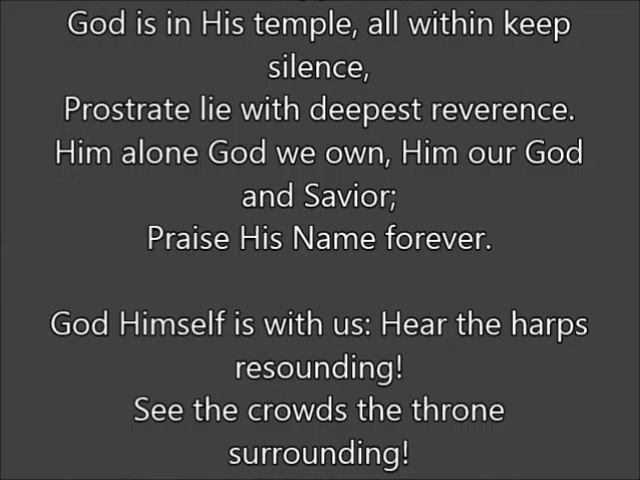 God is in His temple, all within keep
silence,
Prostrate lie with deepest reverence.
Him alone God we own, Him our God
and Savior;
Praise His Name forever.
God Himself is with us: Hear the harps
resounding!
See the crowds the throne
surrounding!